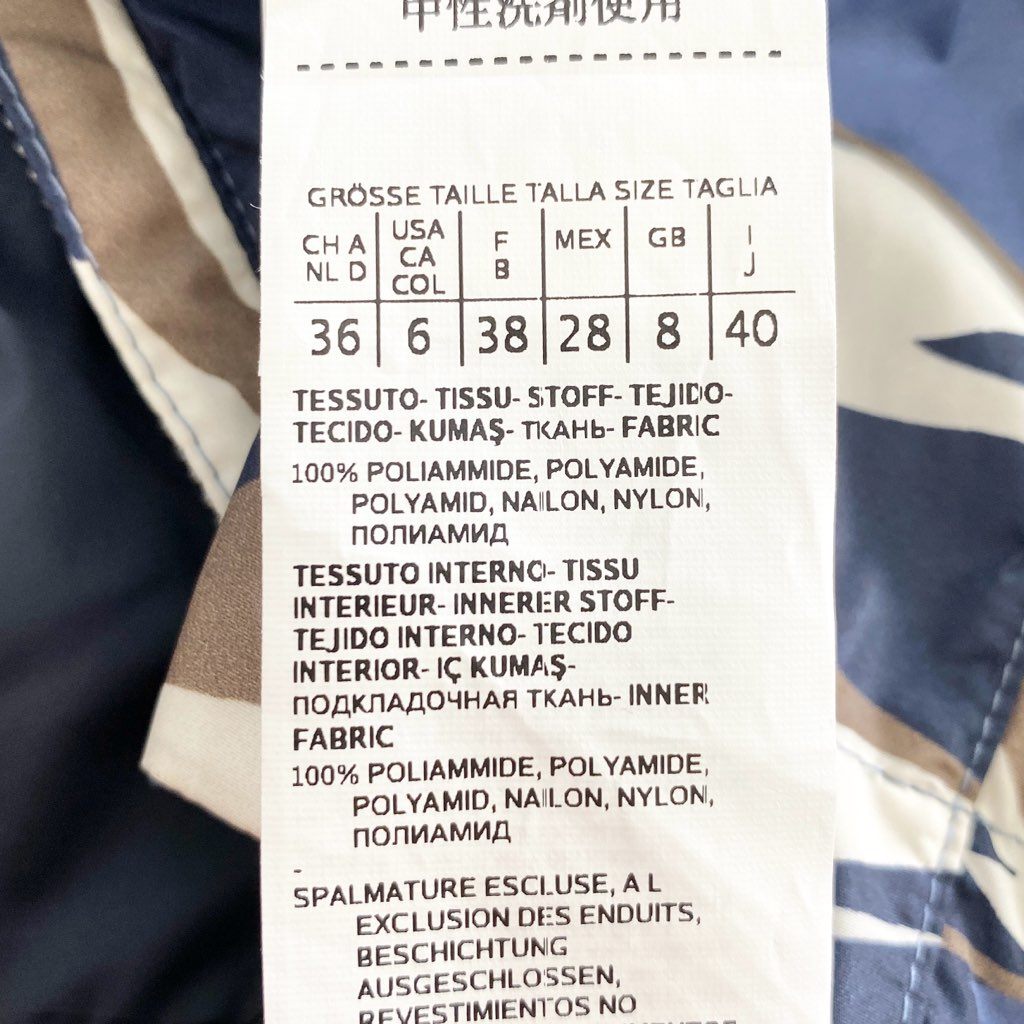 中性洗剤使用
GRÖSSE TAILLE TALLA SIZE TAGLIA
CH A NL D USA CA COL F B MEX GB I J
36 6 38 28 8 40
TESSUTO- TISSU- STOFF- TEJIDO-
TECIDO- KUMAŞ- ТКАНЬ- FABRIC
100% POLIAMMIDE, POLYAMIDE,
POLYAMID, NAILON, NYLON,
ПОЛИАМИД
TESSUTO INTERNO- TISSU
INTERIEUR- INNERER STOFF-
TEJIDO INTERNO- TECIDO
INTERIOR- IÇ KUMAŞ-
ПОДКЛАДОЧНАЯ ТКАНЬ- INNER
FABRIC
100% POLIAMMIDE, POLYAMIDE,
POLYAMID, NAILON, NYLON,
ПОЛИАМИД
-
SPALMATURE ESCLUSE, A L
EXCLUSION DES ENDUITS,
BESCHICHTUNG
AUSGESCHLOSSEN,
REVESTIMIENTOS NO